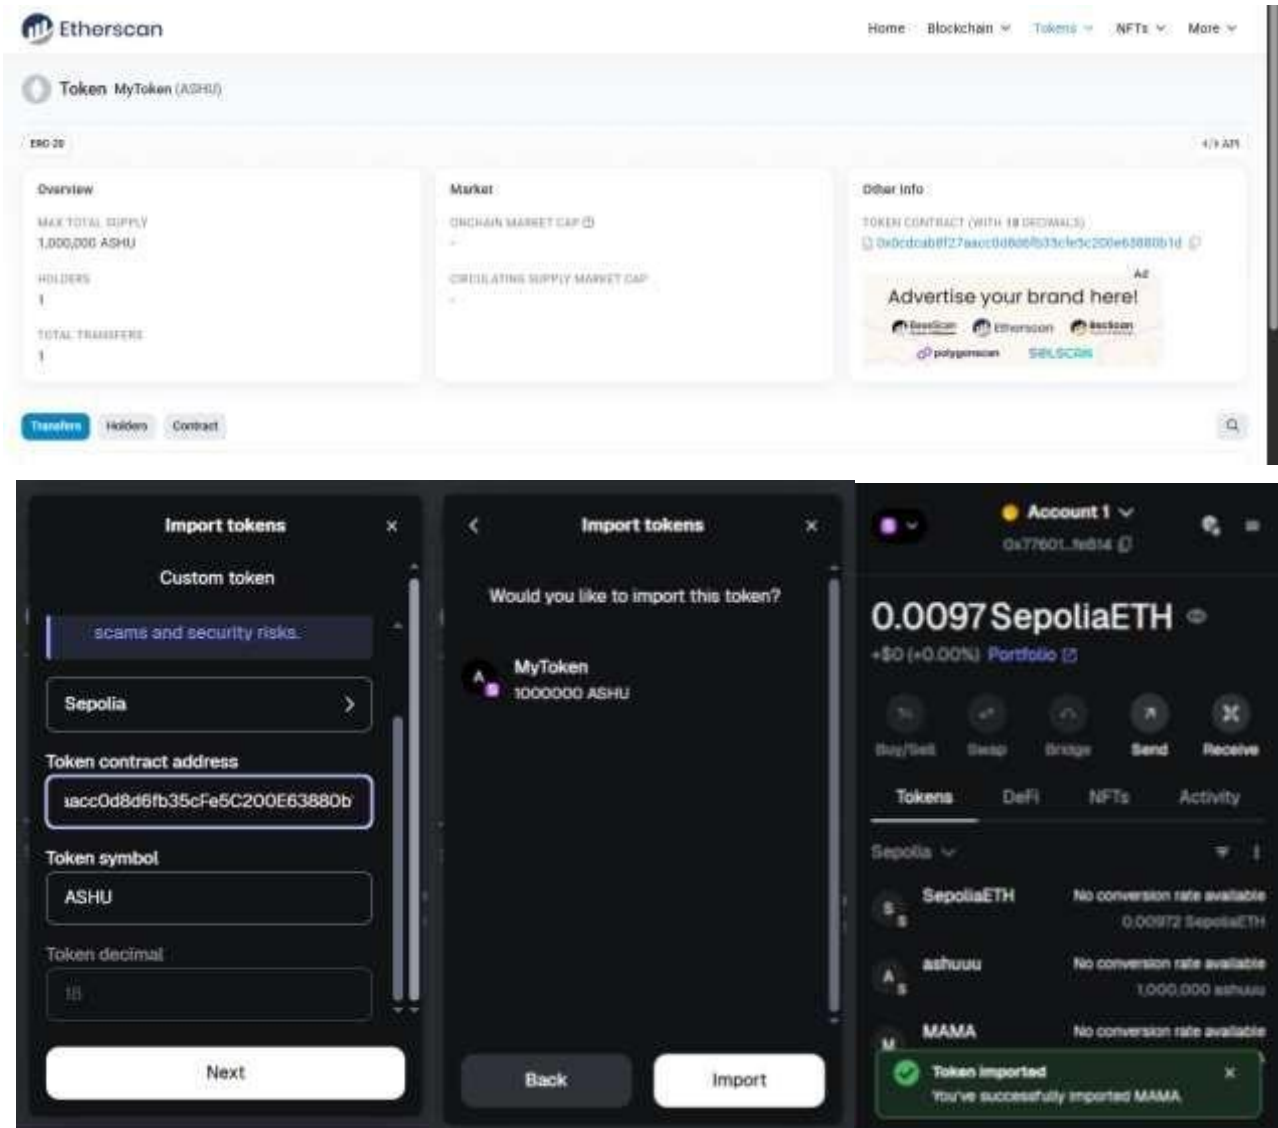 Etherscan
Home Blockchain Tokens NFTs More
Token MyToken (ASHU)
ERC-20
API
Overview
MAX TOTAL SUPPLY
1,000,000 ASHU
HOLDERS
1
TOTAL TRANSFERS
1
Market
ONCHAIN MARKET CAP
-
CIRCULATING SUPPLY MARKET CAP
-
Other Info
TOKEN CONTRACT (WITH 18 DECIMALS)
Ad
Advertise your brand here!
BaseScan Etherscan BscScan
polygonscan SOLSCAN
Transfers Holders Contract
Import tokens
Custom token
scams and security risks.
Sepolia
Token contract address
Token symbol
ASHU
Token decimal
18
Next
Import tokens
Would you like to import this token?
MyToken
1000000 ASHU
A
Back Import
Account 1
0.0097 SepoliaETH
+$0 (+0.00%) Portfolio
Buy/Sell Swap Bridge Send Receive
Tokens DeFi NFTs Activity
Sepolia
S S SepoliaETH No conversion rate available
0.00972 SepoliaETH
A S ashuuu No conversion rate available
1,000,000 ashuuu
M MAMA No conversion rate available
Token imported
You've successfully imported MAMA